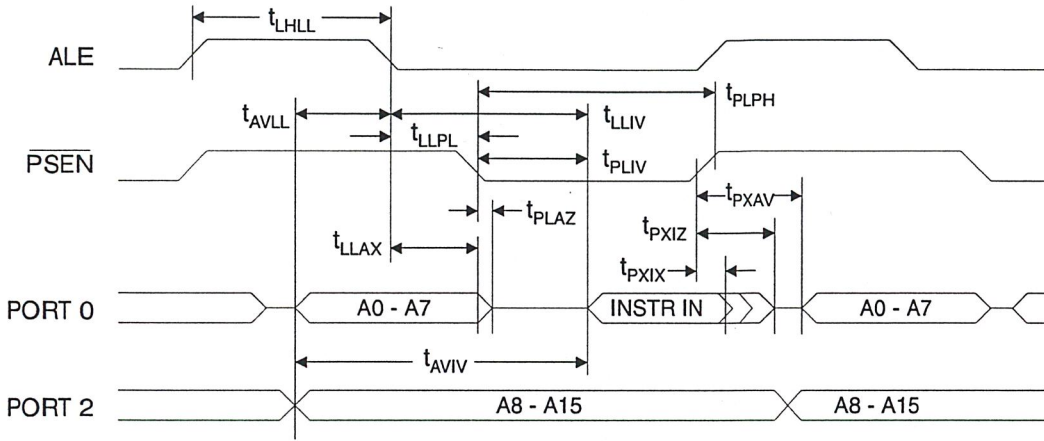 tLHLL
ALE
tPLPH
tAVLL
tLLIV
tLLPL
PSEN
tPLIV
tPXAV
tPLAZ
tPXIZ
tLLAX
tPXIX
PORT 0
A0 - A7
INSTR IN
A0 - A7
tAVIV
PORT 2
A8 - A15
A8 - A15